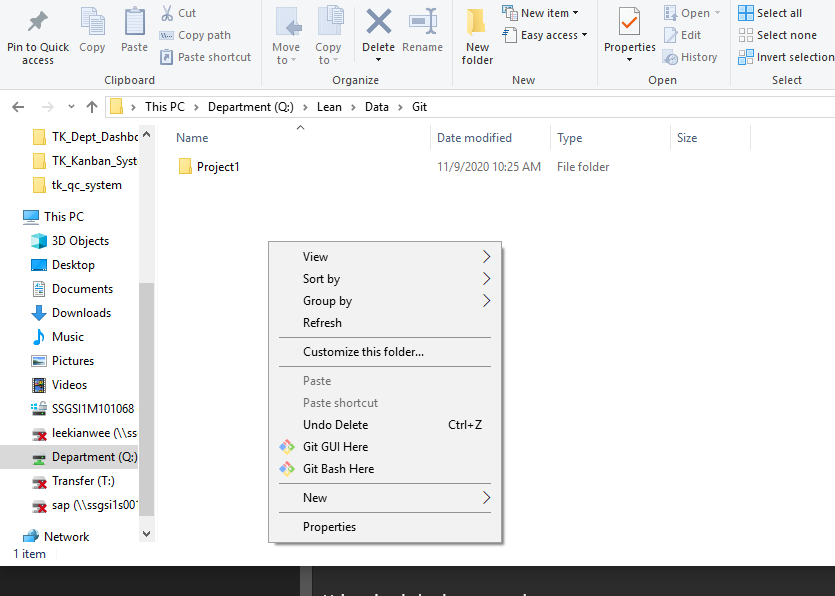 Pin to Quick access
Copy
Paste
Cut
Copy path
Paste shortcut
Clipboard
Move to
Copy to
Delete
Rename
Organize
New folder
New item
Easy access
New
Properties
Open
Edit
History
Open
Select all
Select none
Invert selection
Select
This PC > Department (Q:) > Lean > Data > Git
TK_Dept_Dashbo
TK_Kanban_Syst
tk_qc_system
This PC
3D Objects
Desktop
Documents
Downloads
Music
Pictures
Videos
SSGSI1M101068
leekianwee (\\ss
Department (Q:)
Transfer (T:)
sap (\\ssgsi1s001
Network
Name
Date modified
Type
Size
Project1
11/9/2020 10:25 AM
File folder
View
Sort by
Group by
Refresh
Customize this folder...
Paste
Paste shortcut
Undo Delete Ctrl+Z
Git GUI Here
Git Bash Here
New
Properties
1 item